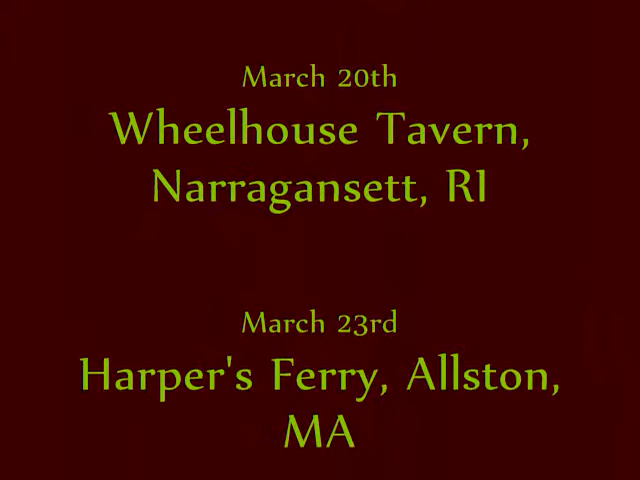 March 20th
Wheelhouse Tavern,
Narragansett, RI
March 23rd
Harper's Ferry, Allston,
MA